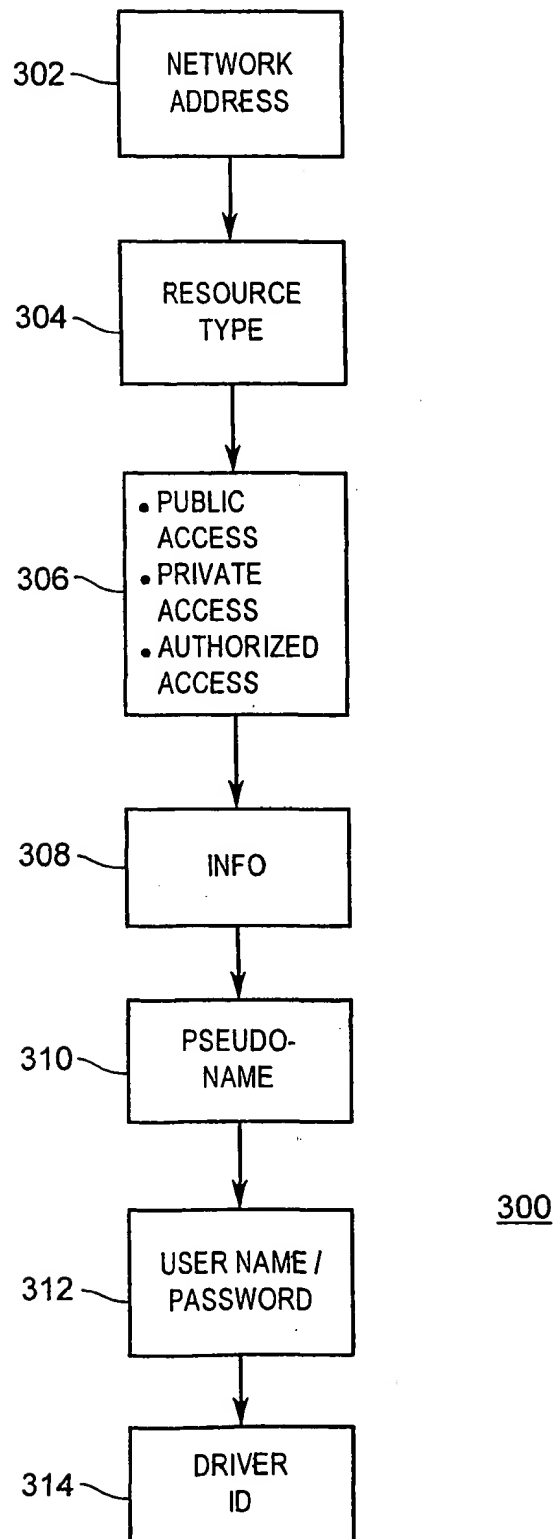 302
NETWORK
ADDRESS
304
RESOURCE
TYPE
306
• PUBLIC
ACCESS
• PRIVATE
ACCESS
• AUTHORIZED
ACCESS
308
INFO
310
PSEUDO-
NAME
300
312
USER NAME /
PASSWORD
314
DRIVER
ID